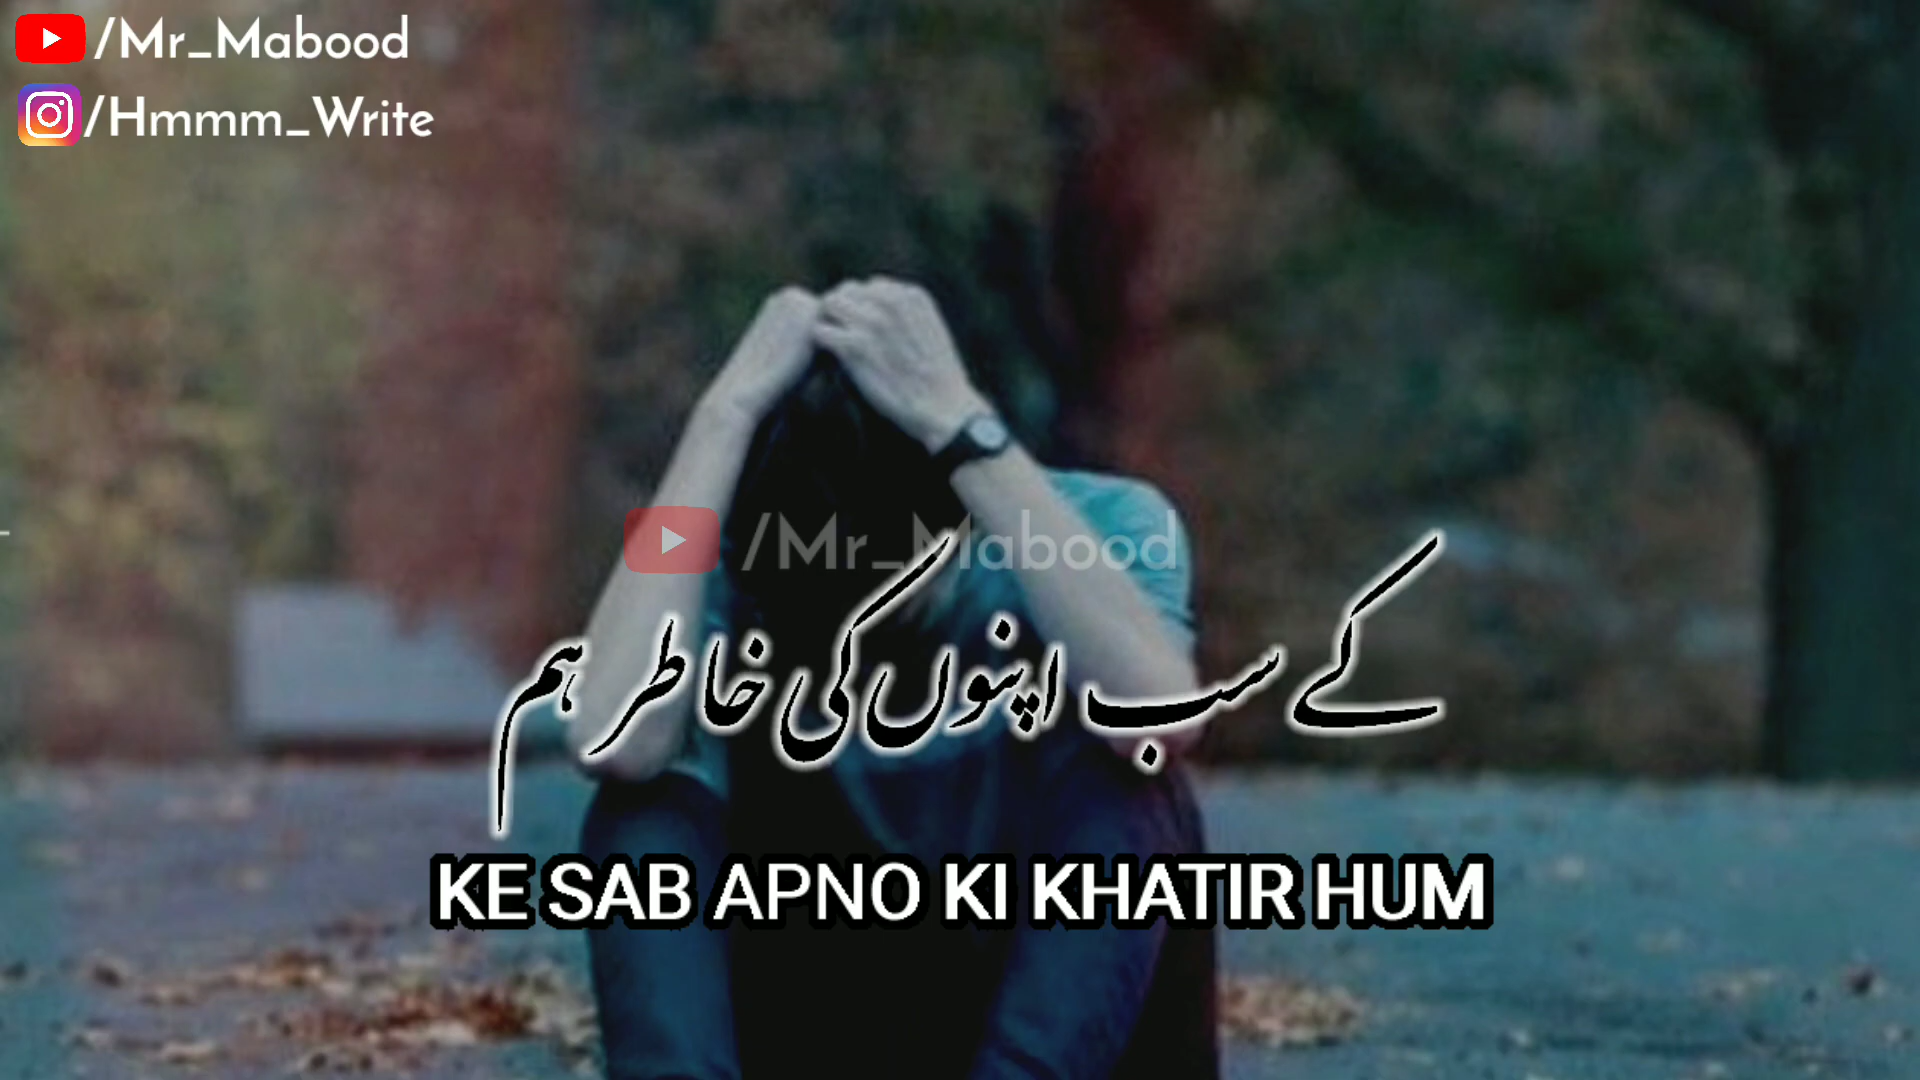 /Mr_Mabood
/Hmmm_Write
/Mr_Mabood
کے سب اپنوں کی خاطر ہم
KE SAB APNO KI KHATIR HUM